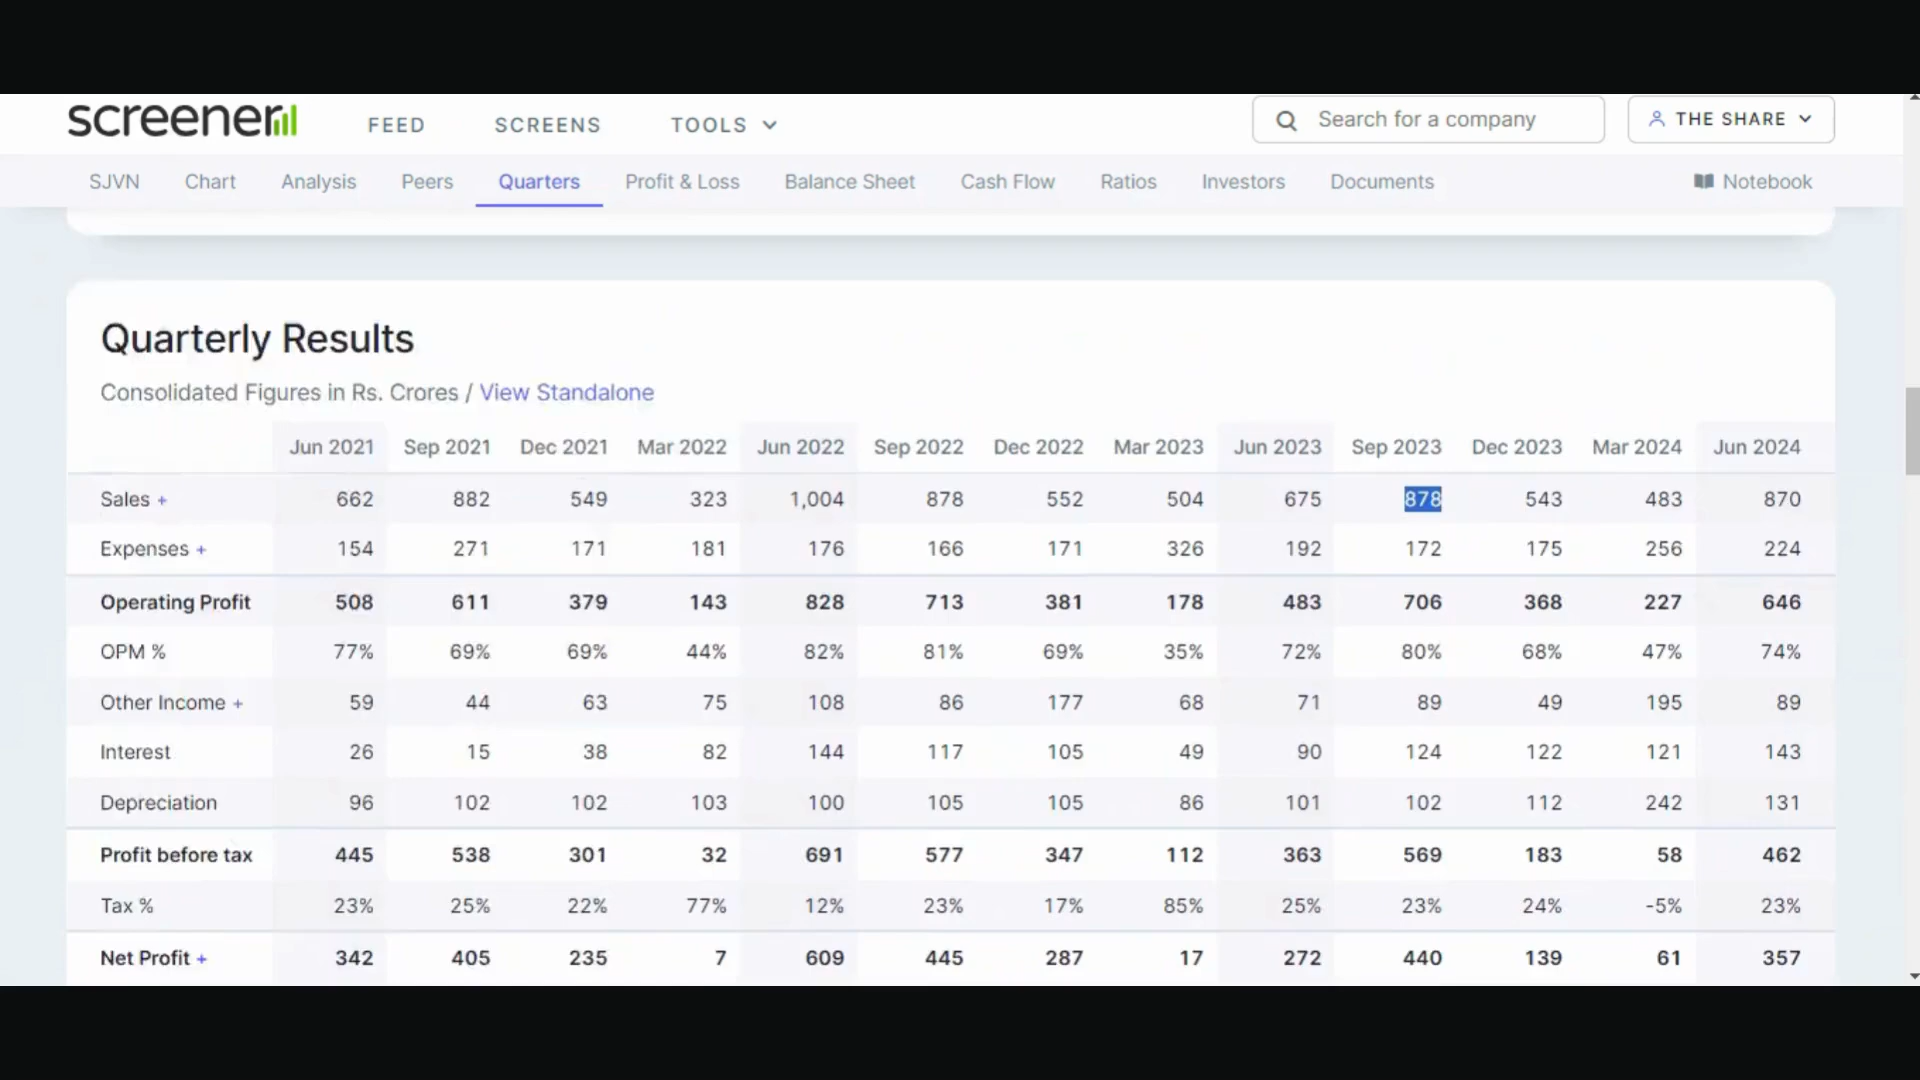 screener
FEED SCREENS TOOLS
Search for a company
THE SHARE
SJVN Chart Analysis Peers Quarters Profit & Loss Balance Sheet Cash Flow Ratios Investors Documents Notebook
Quarterly Results
Consolidated Figures in Rs. Crores / View Standalone
Jun 2021 Sep 2021 Dec 2021 Mar 2022 Jun 2022 Sep 2022 Dec 2022 Mar 2023 Jun 2023 Sep 2023 Dec 2023 Mar 2024 Jun 2024
Sales + 662 882 549 323 1,004 878 552 504 675 878 543 483 870
Expenses + 154 271 171 181 176 166 171 326 192 172 175 256 224
Operating Profit 508 611 379 143 828 713 381 178 483 706 368 227 646
OPM % 77% 69% 69% 44% 82% 81% 69% 35% 72% 80% 68% 47% 74%
Other Income + 59 44 63 75 108 86 177 68 71 89 49 195 89
Interest 26 15 38 82 144 117 105 49 90 124 122 121 143
Depreciation 96 102 102 103 100 105 105 86 101 102 112 242 131
Profit before tax 445 538 301 32 691 577 347 112 363 569 183 58 462
Tax % 23% 25% 22% 77% 12% 23% 17% 85% 25% 23% 24% -5% 23%
Net Profit + 342 405 235 7 609 445 287 17 272 440 139 61 357